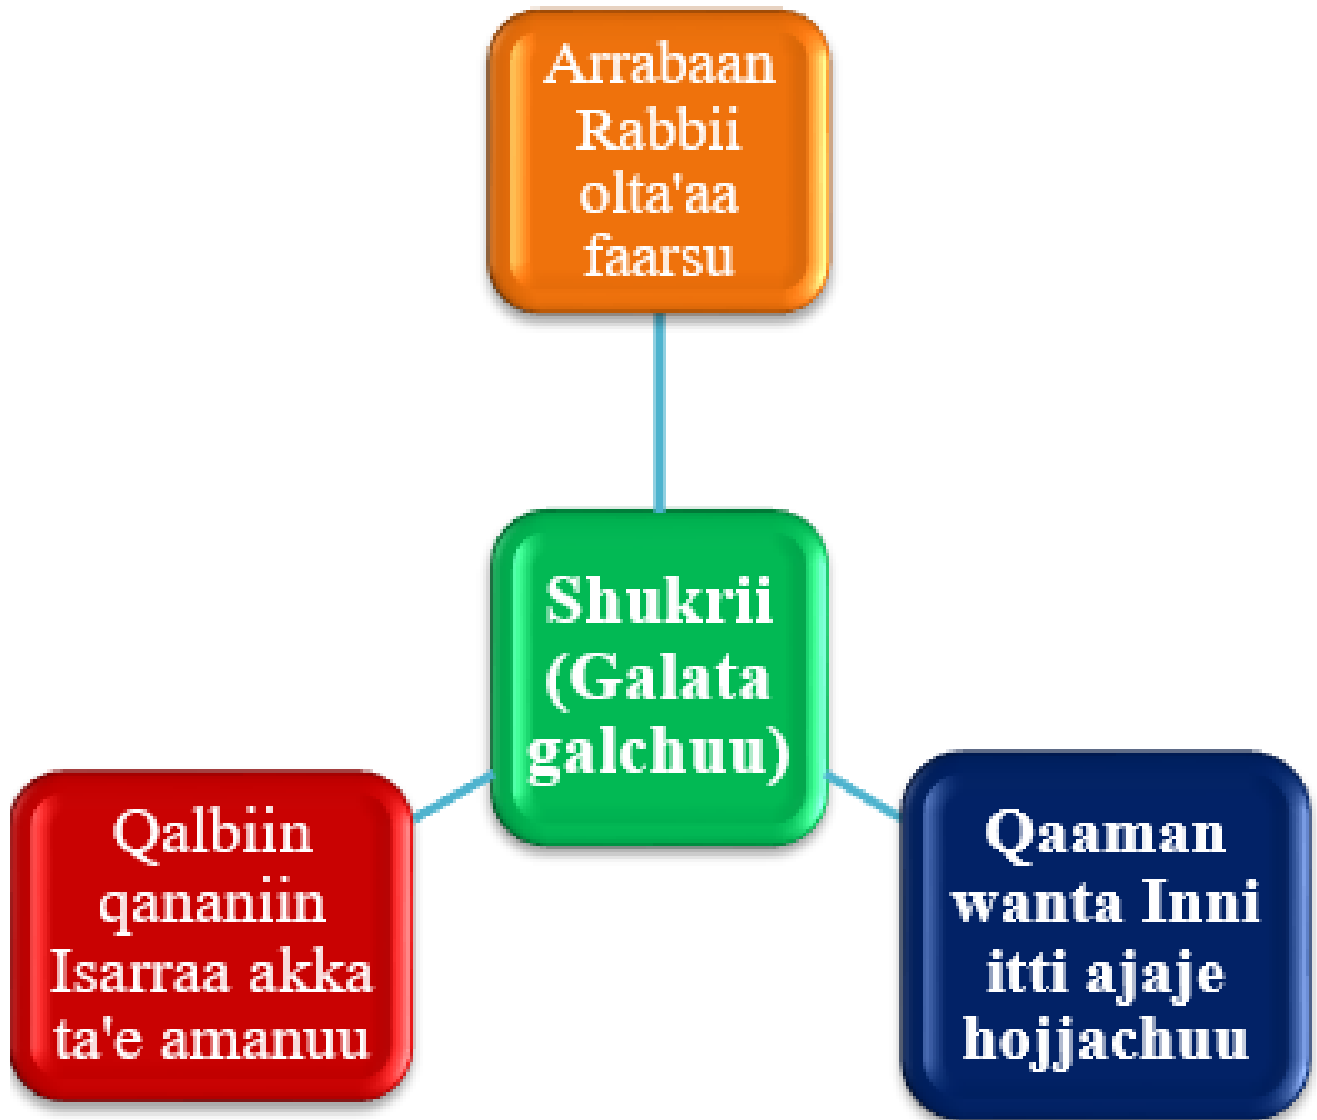 Arrabaan
Rabbii
olta'aa
faarsu
Shukrii
(Galata
galchuu)
Qalbiin
qananiin
Isarraa akka
ta'e amanuu
Qaaman
wanta Inni
itti ajaje
hojjachuu